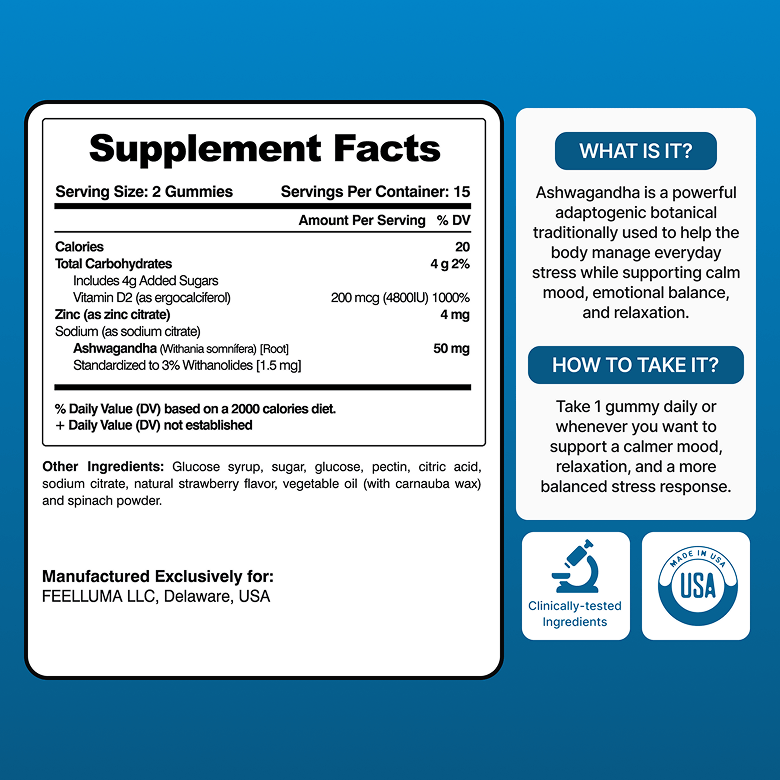 Supplement Facts
Serving Size: 2 Gummies Servings Per Container: 15
Amount Per Serving % DV
Calories 20
Total Carbohydrates 4 g 2%
Includes 4g Added Sugars
Vitamin D2 (as ergocalciferol) 200 mcg (4800IU) 1000%
Zinc (as zinc citrate) 4 mg
Sodium (as sodium citrate)
Ashwagandha (Withania somnífera) [Root] 50 mg
Standardized to 3% Withanolides [1.5 mg]
% Daily Value (DV) based on a 2000 calories diet.
+ Daily Value (DV) not established
Other Ingredients: Glucose syrup, sugar, glucose, pectin, citric acid,
sodium citrate, natural strawberry flavor, vegetable oil (with carnauba wax)
and spinach powder.
Manufactured Exclusively for:
FEELLUMA LLC, Delaware, USA
WHAT IS IT?
Ashwagandha is a powerful
adaptogenic botanical
traditionally used to help the
body manage everyday
stress while supporting calm
mood, emotional balance,
and relaxation.
HOW TO TAKE IT?
Take 1 gummy daily or
whenever you want to
support a calmer mood,
relaxation, and a more
balanced stress response.
Clinically-tested
Ingredients
MADE IN USA
USA